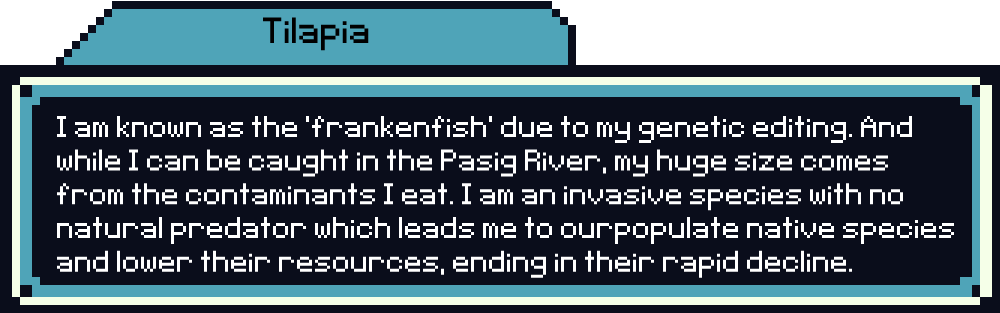 Tilapia
I am known as the 'frankenfish' due to my genetic editing. And
while I can be caught in the Pasig River, my huge size comes
from the contaminants I eat. I am an invasive species with no
natural predator which leads me to ourpopulate native species
and lower their resources, ending in their rapid decline.